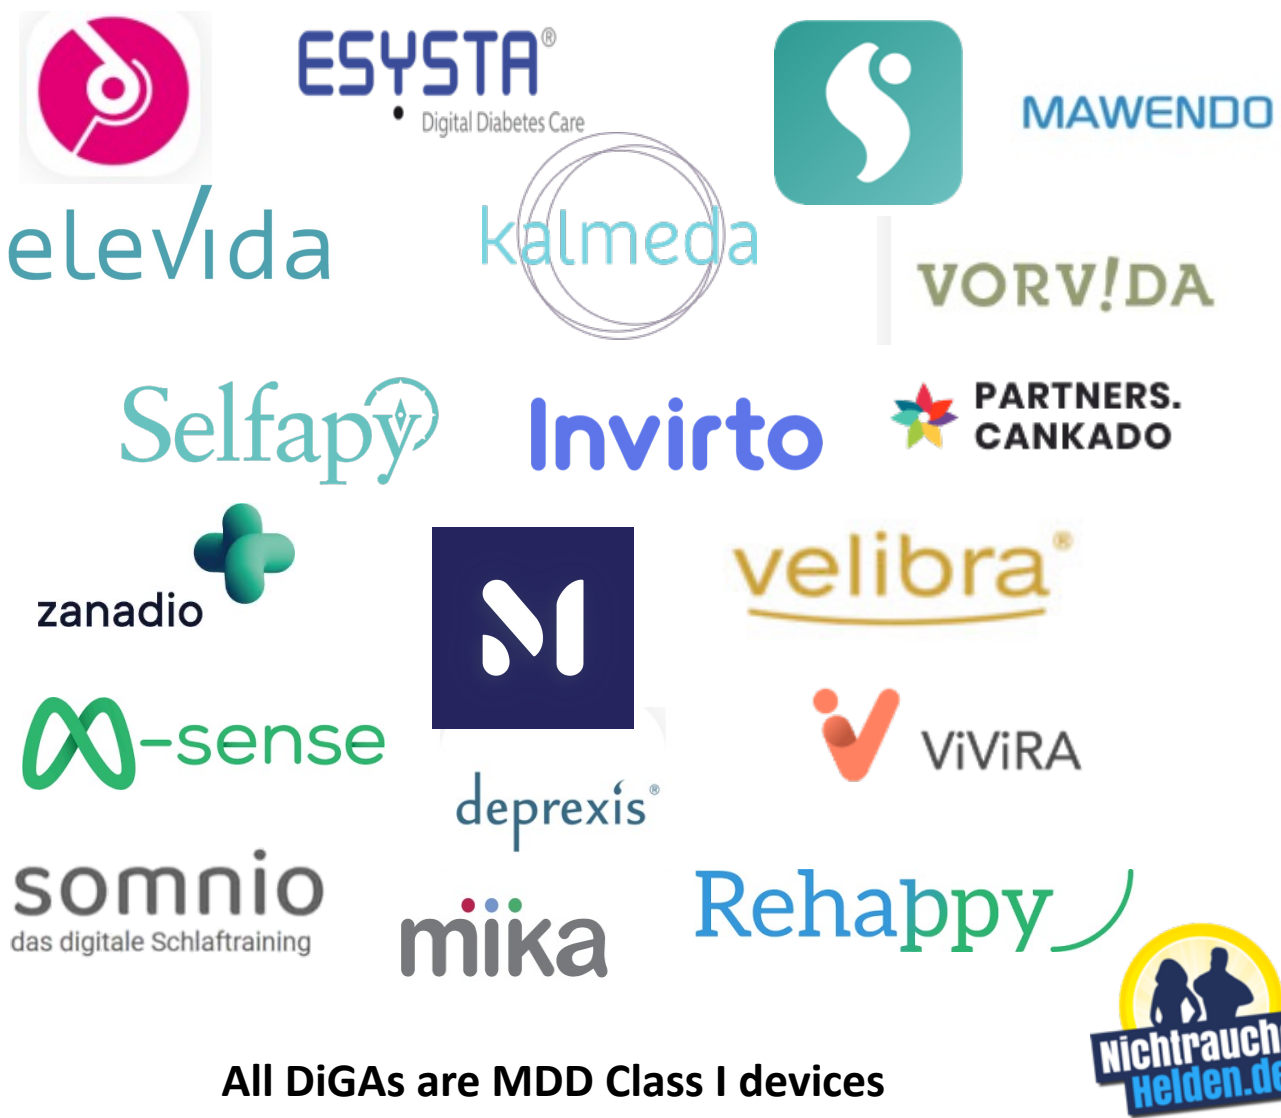 ESYSTA®
Digital Diabetes Care
MAWENDO
elevida
kalmeda
VORV!DA
Selfapy
Invirto
PARTNERS.
CANKADO
zanadio
M
velibra®
M-sense
ViViRA
deprexis®
somnio
das digitale Schlaftraining
mika
Rehappy
Nichtrauch
Helden.de
All DiGAs are MDD Class I devices